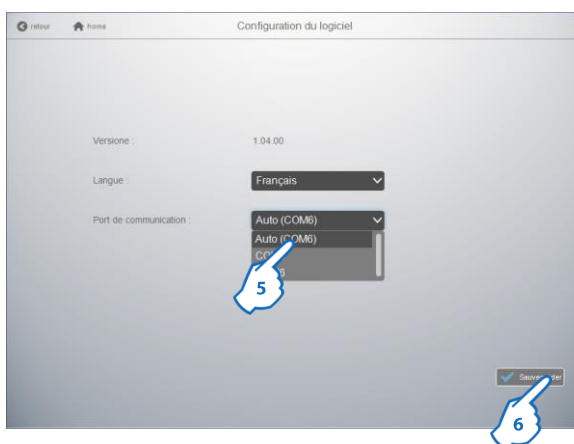 retour
home
Configuration du logiciel
Versione :
1.04.00
Langue :
Français
Port de communication :
Auto (COM6)
Auto (COM6)
5
6